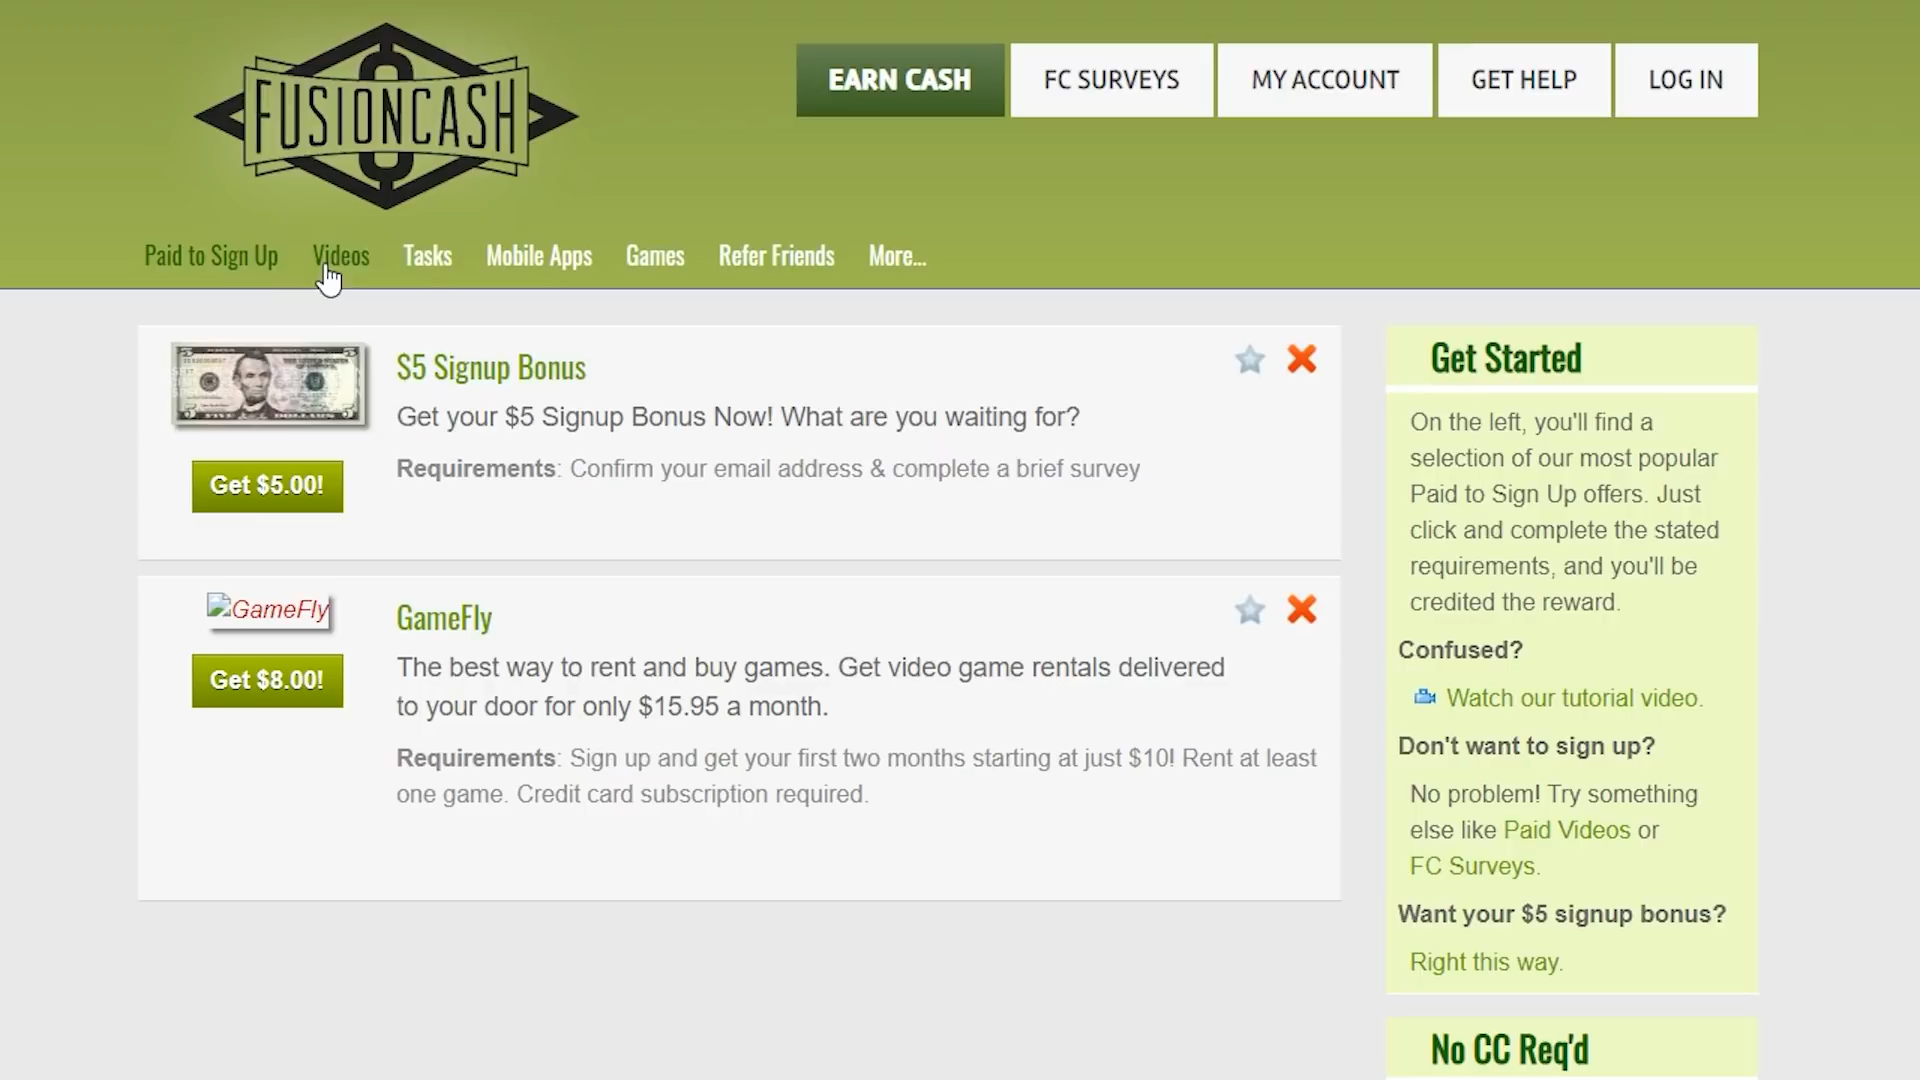 FUSIONCASH
EARN CASH
FC SURVEYS
MY ACCOUNT
GET HELP
LOG IN
Paid to Sign Up
Videos
Tasks
Mobile Apps
Games
Refer Friends
More...
$5 Signup Bonus
Get your $5 Signup Bonus Now! What are you waiting for?
Requirements: Confirm your email address & complete a brief survey
Get $5.00!
GameFly
GameFly
The best way to rent and buy games. Get video game rentals delivered
to your door for only $15.95 a month.
Requirements: Sign up and get your first two months starting at just $10! Rent at least
one game. Credit card subscription required.
Get $8.00!
Get Started
On the left, you'll find a
selection of our most popular
Paid to Sign Up offers. Just
click and complete the stated
requirements, and you'll be
credited the reward.
Confused?
Watch our tutorial video.
Don't want to sign up?
No problem! Try something
else like Paid Videos or
FC Surveys.
Want your $5 signup bonus?
Right this way.
No CC Req'd